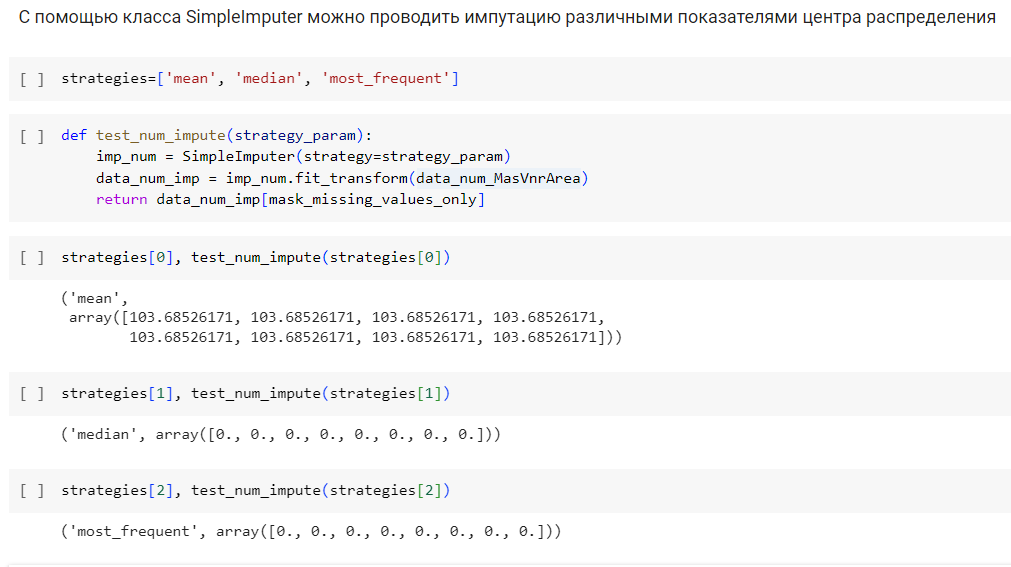 С помощью класса SimpleImputer можно проводить импутацию различными показателями центра распределения
[ ] strategies=['mean', 'median', 'most_frequent']
[ ] def test_num_impute(strategy_param):
imp_num = SimpleImputer(strategy=strategy_param)
data_num_imp = imp_num.fit_transform(data_num_MasVnrArea)
return data_num_imp[mask_missing_values_only]
[ ] strategies[0], test_num_impute(strategies[0])
('mean',
array([103.68526171, 103.68526171, 103.68526171, 103.68526171,
103.68526171, 103.68526171, 103.68526171, 103.68526171]))
[ ] strategies[1], test_num_impute(strategies[1])
('median', array([0., 0., 0., 0., 0., 0., 0., 0.]))
[ ] strategies[2], test_num_impute(strategies[2])
('most_frequent', array([0., 0., 0., 0., 0., 0., 0., 0.]))